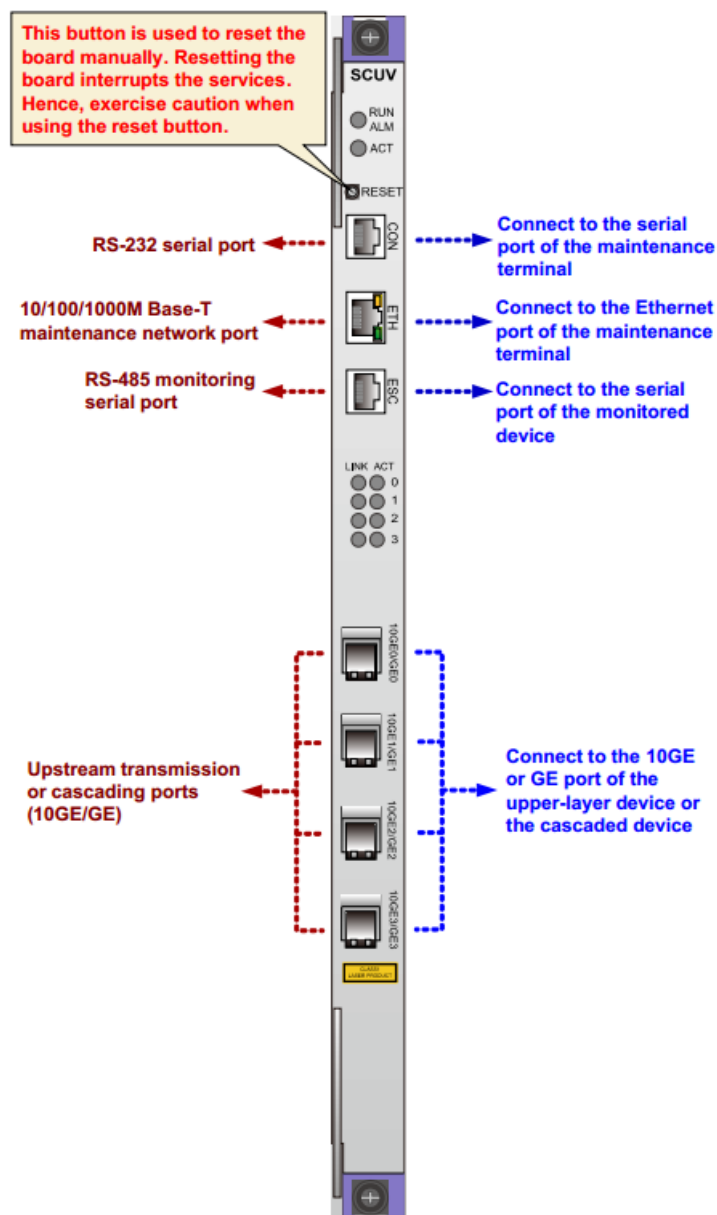 This button is used to reset the
board manually. Resetting the
board interrupts the services.
Hence, exercise caution when
using the reset button.
SCUV
RUN
ALM
ACT
RESET
RS-232 serial port
CON
Connect to the serial
port of the maintenance
terminal
10/100/1000M Base-T
maintenance network port
ETH
Connect to the Ethernet
port of the maintenance
terminal
RS-485 monitoring
serial port
ESC
Connect to the serial
port of the monitored
device
LINK ACT
0
1
2
3
10GE0/GE0
10GE1/GE1
10GE2/GE2
10GE3/GE3
Upstream transmission
or cascading ports
(10GE/GE)
Connect to the 10GE
or GE port of the
upper-layer device or
the cascaded device
LASER PRODUCT